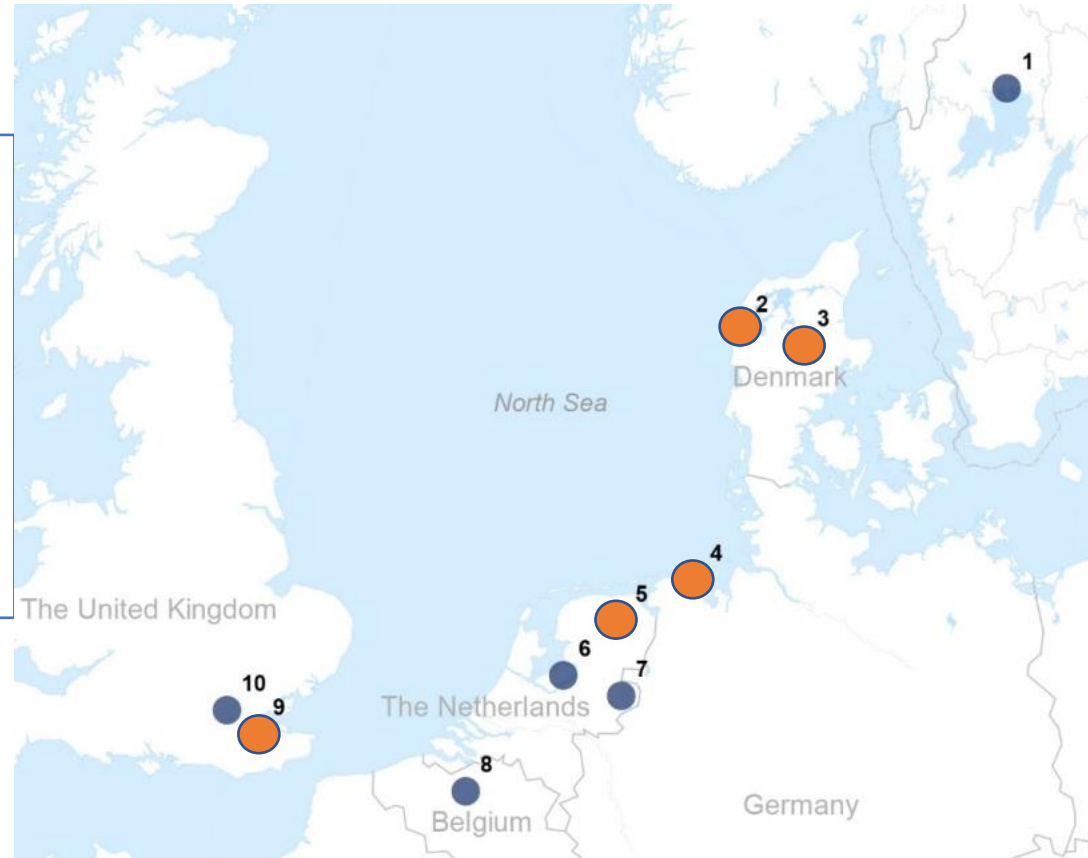 1
2
3
Denmark
North Sea
4
5
The United Kingdom
6
7
10
The Netherlands
9
8
Germany
Belgium